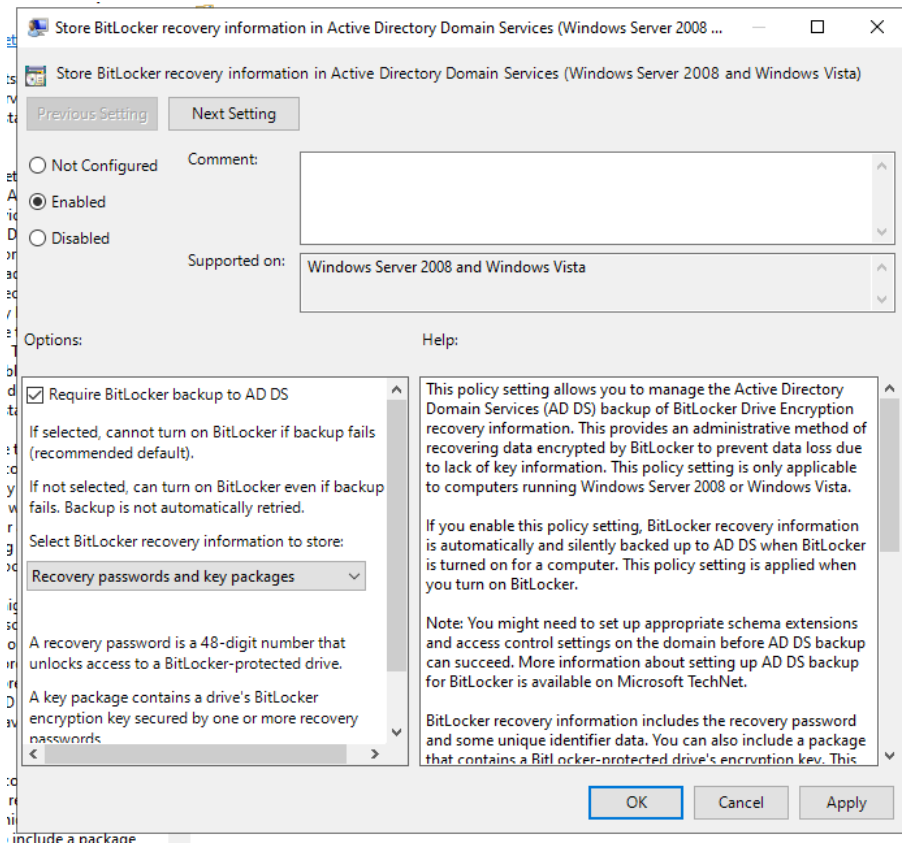 Store BitLocker recovery information in Active Directory Domain Services (Windows Server 2008 ...
Store BitLocker recovery information in Active Directory Domain Services (Windows Server 2008 and Windows Vista)
Previous Setting
Next Setting
Not Configured
Enabled
Disabled
Comment:
Supported on:
Windows Server 2008 and Windows Vista
Options:
Help:
Require BitLocker backup to AD DS
If selected, cannot turn on BitLocker if backup fails
(recommended default).
If not selected, can turn on BitLocker even if backup
fails. Backup is not automatically retried.
Select BitLocker recovery information to store:
Recovery passwords and key packages
A recovery password is a 48-digit number that
unlocks access to a BitLocker-protected drive.
A key package contains a drive's BitLocker
encryption key secured by one or more recovery
passwords
This policy setting allows you to manage the Active Directory
Domain Services (AD DS) backup of BitLocker Drive Encryption
recovery information. This provides an administrative method of
recovering data encrypted by BitLocker to prevent data loss due
to lack of key information. This policy setting is only applicable
to computers running Windows Server 2008 or Windows Vista.
If you enable this policy setting, BitLocker recovery information
is automatically and silently backed up to AD DS when BitLocker
is turned on for a computer. This policy setting is applied when
you turn on BitLocker.
Note: You might need to set up appropriate schema extensions
and access control settings on the domain before AD DS backup
can succeed. More information about setting up AD DS backup
for BitLocker is available on Microsoft TechNet.
BitLocker recovery information includes the recovery password
and some unique identifier data. You can also include a package
that contains a BitLocker-protected drive's encryption key. This
OK
Cancel
Apply
include a package